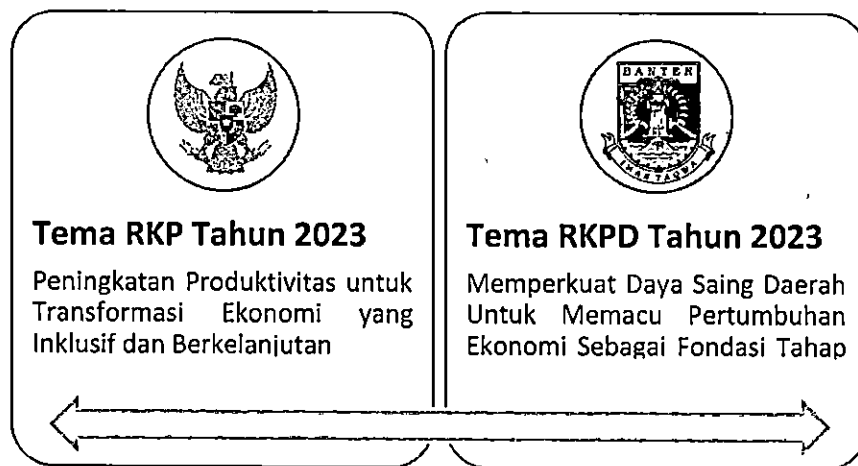 Tema RKP Tahun 2023
Peningkatan Produktivitas untuk
Transformasi Ekonomi yang
Inklusif dan Berkelanjutan
BANTEN
IMAN TAQWA
Tema RKPD Tahun 2023
Memperkuat Daya Saing Daerah
Untuk Memacu Pertumbuhan
Ekonomi Sebagai Fondasi Tahap